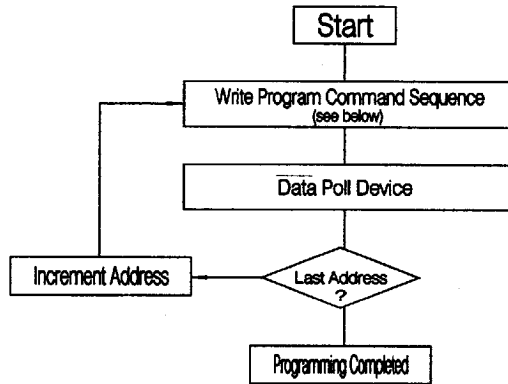 Start
Write Program Command Sequence
(see below)
Data Poll Device
Increment Address
Last Address
?
Programming Completed